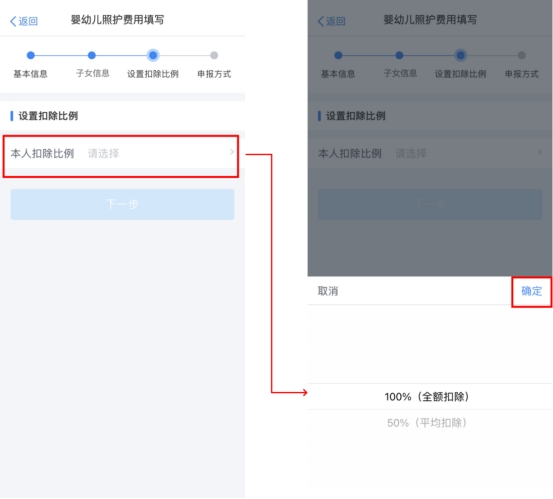 返回
婴幼儿照护费用填写
基本信息
子女信息
设置扣除比例
申报方式
设置扣除比例
本人扣除比例 请选择
下一步
返回
婴幼儿照护费用填写
基本信息
子女信息
设置扣除比例
申报方式
设置扣除比例
本人扣除比例 请选择
下一步
取消
确定
100%（全额扣除）
50%（平均扣除）